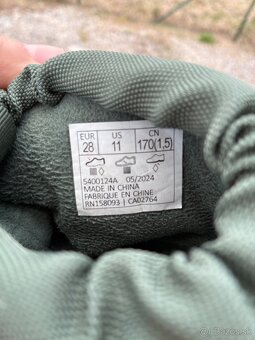 EUR US CN
28 11 170(1.5)
5400124A 05/2024
MADE IN CHINA
FABRIQUE EN CHINE
RN158093 | CA02764